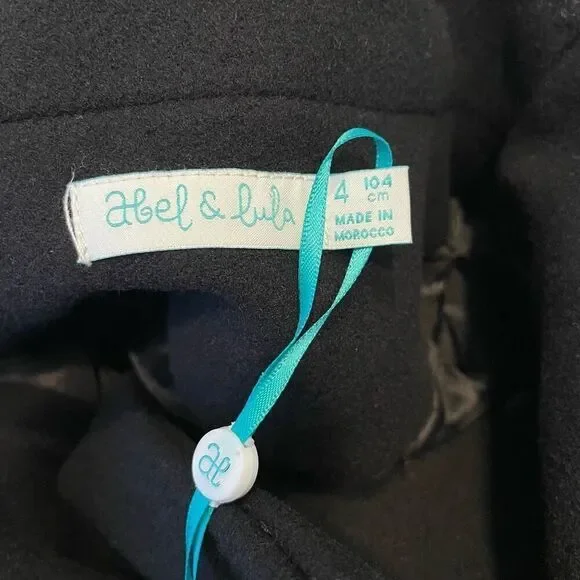 abel & lula
4 104 cm
MADE IN
MOROCCO
al